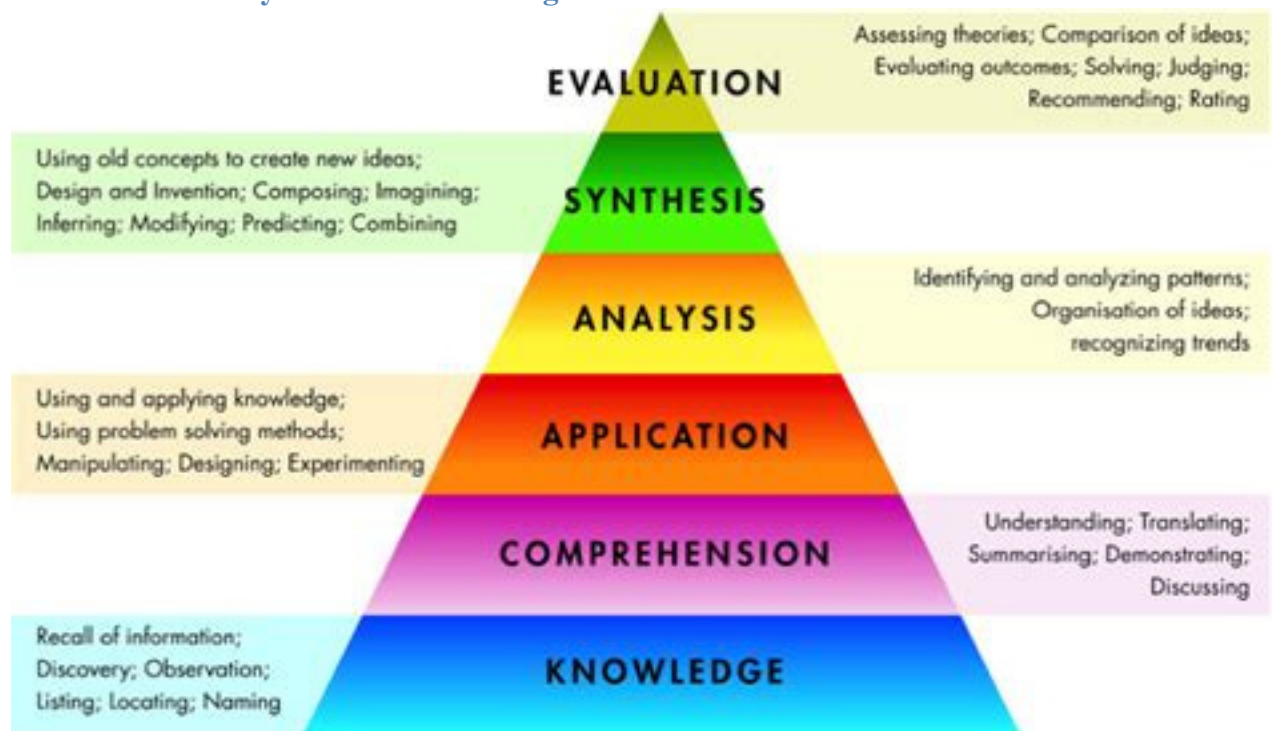 EVALUATION
Assessing theories; Comparison of ideas;
Evaluating outcomes; Solving; Judging;
Recommending; Rating
Using old concepts to create new ideas;
Design and Invention; Composing; Imagining;
Inferring; Modifying; Predicting; Combining
SYNTHESIS
ANALYSIS
Identifying and analyzing patterns;
Organisation of ideas;
recognizing trends
Using and applying knowledge;
Using problem solving methods;
Manipulating; Designing; Experimenting
APPLICATION
COMPREHENSION
Understanding; Translating;
Summarising; Demonstrating;
Discussing
Recall of information;
Discovery; Observation;
Listing; Locating; Naming
KNOWLEDGE